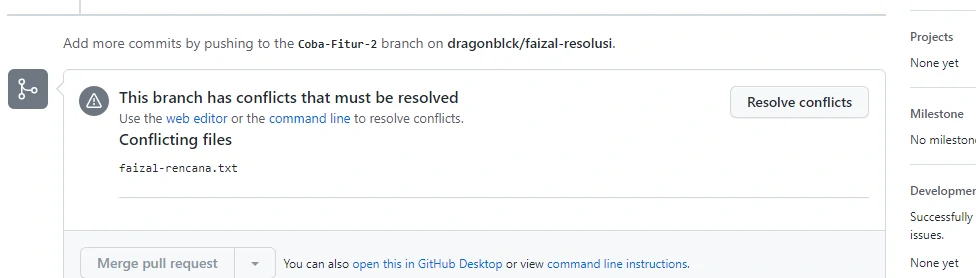 Add more commits by pushing to the Coba-Fitur-2 branch on dragonblck/faizal-resolusi.
This branch has conflicts that must be resolved
Use the web editor or the command line to resolve conflicts.
Resolve conflicts
Conflicting files
faizal-rencana.txt
Merge pull request
You can also open this in GitHub Desktop or view command line instructions.
Projects
None yet
Milestone
No mileston
Developmer
Successfully
issues.
None yet